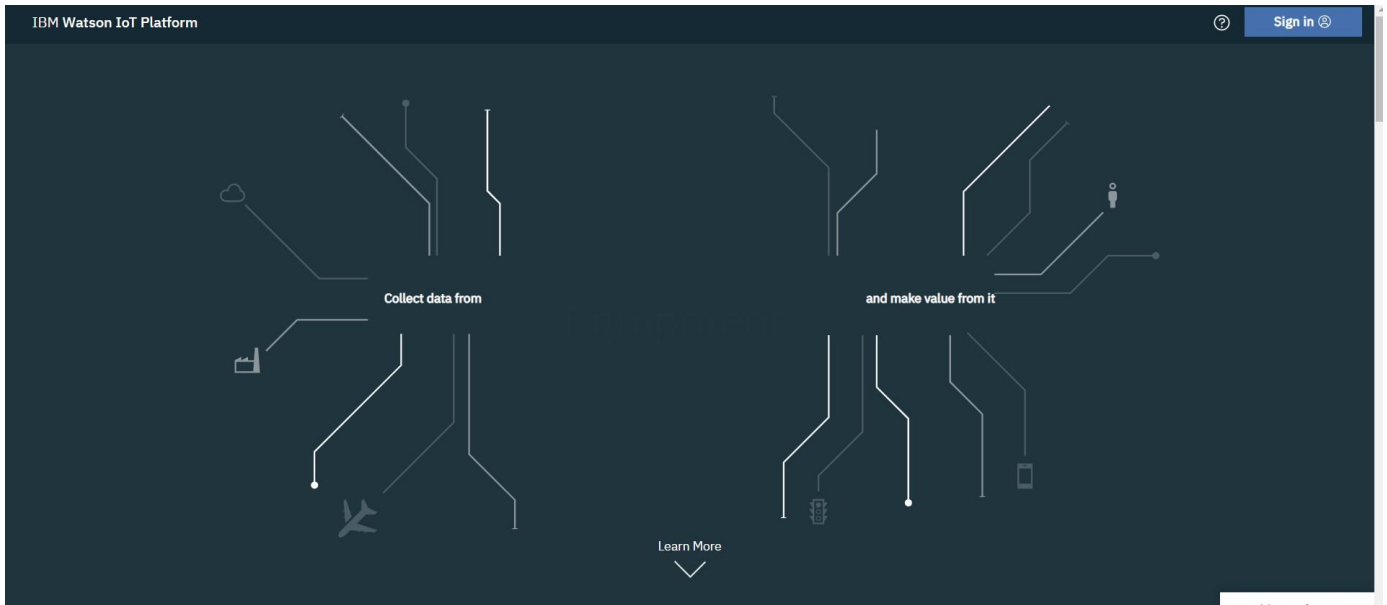 IBM Watson IoT Platform
Sign in
Collect data from
and make value from it
Learn More